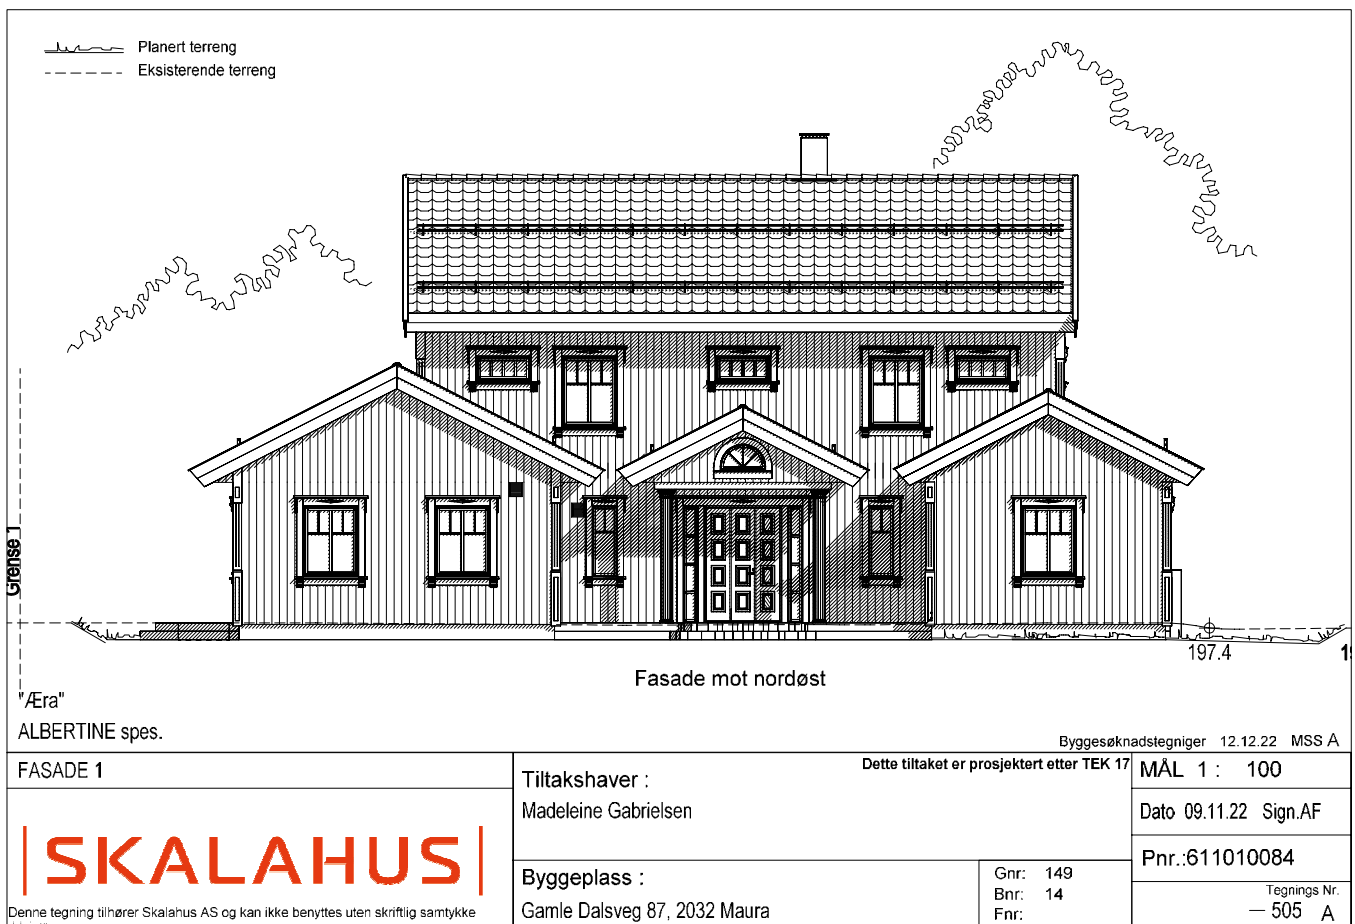 Planert terreng
Eksisterende terreng
Grense 1
197.4
Fasade mot nordøst
"Æra"
ALBERTINE spes.
Byggesøknadstegniger 12.12.22 MSS A
FASADE 1
Tiltakshaver :
Madeleine Gabrielsen
Dette tiltaket er prosjektert etter TEK 17
MÅL 1 : 100
Dato 09.11.22 Sign.AF
Pnr.:611010084
SKALAHUS
Denne tegning tilhører Skalahus AS og kan ikke benyttes uten skriftlig samtykke
Byggeplass :
Gamle Dalsveg 87, 2032 Maura
Gnr: 149
Bnr: 14
Fnr:
Tegnings Nr.
— 505 A